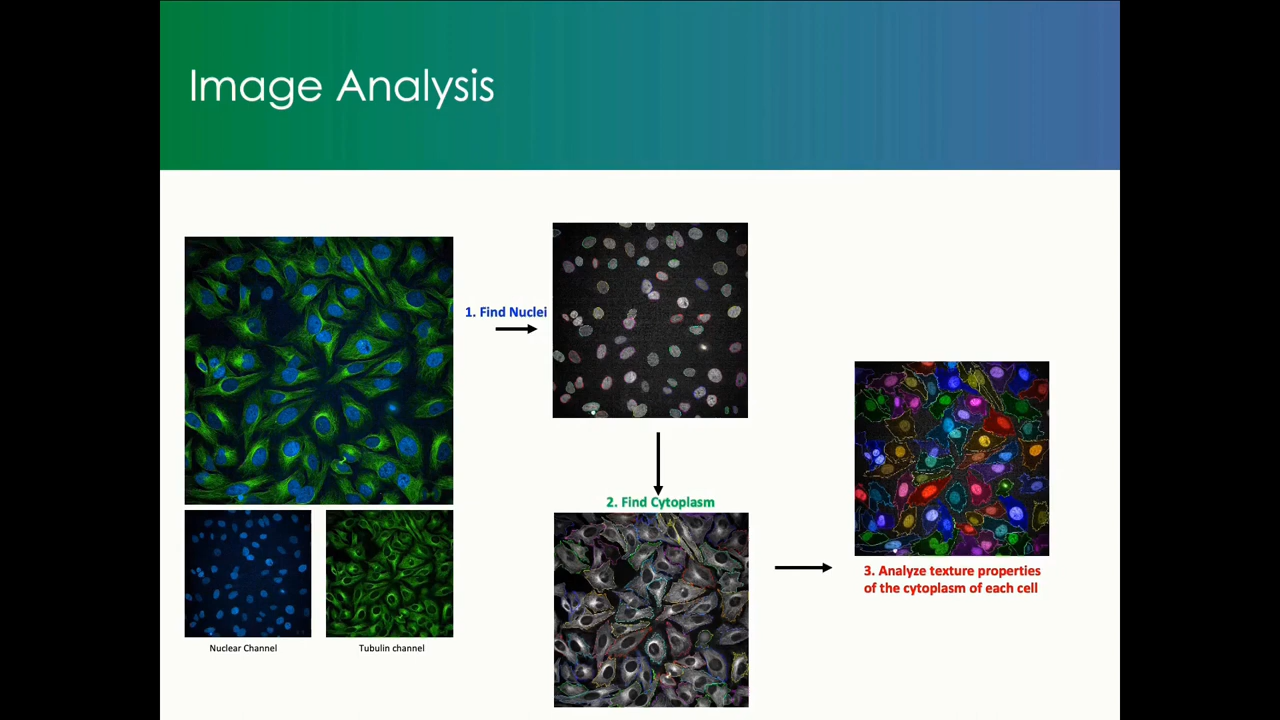 Image Analysis
1. Find Nuclei
2. Find Cytoplasm
3. Analyze texture properties
of the cytoplasm of each cell
Nuclear Channel
Tubulin channel